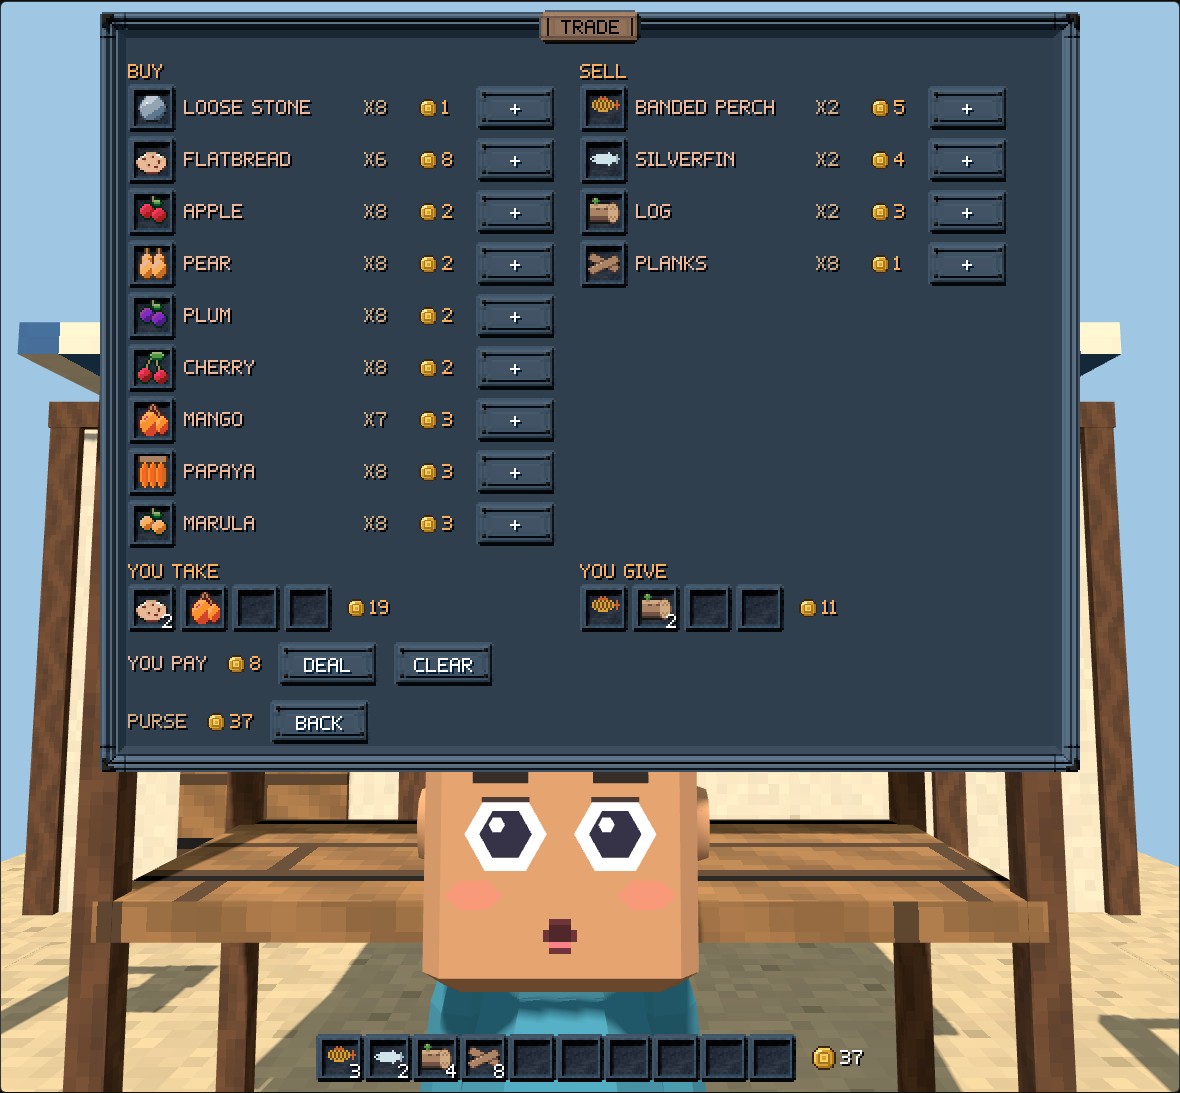 TRADE
BUY
LOOSE STONE X8 1 +
FLATBREAD X6 8 +
APPLE X8 2 +
PEAR X8 2 +
PLUM X8 2 +
CHERRY X8 2 +
MANGO X7 3 +
PAPAYA X8 3 +
MARULA X8 3 +
SELL
BANDED PERCH X2 5 +
SILVERFIN X2 4 +
LOG X2 3 +
PLANKS X8 1 +
YOU TAKE
2 19
YOU GIVE
2 11
YOU PAY 8 DEAL CLEAR
PURSE 37 BACK
3 2 4 8 37